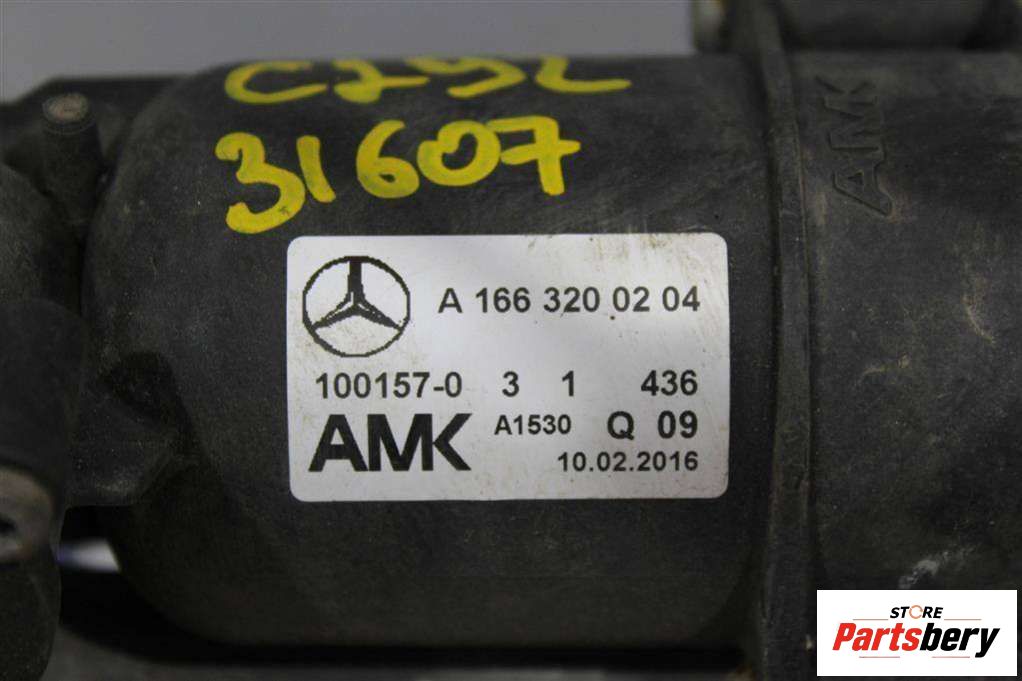 C292
31607
AMK
A 166 320 02 04
100157-0 3 1 436
AMK A1530 Q 09
10.02.2016
STORE
Partsbery